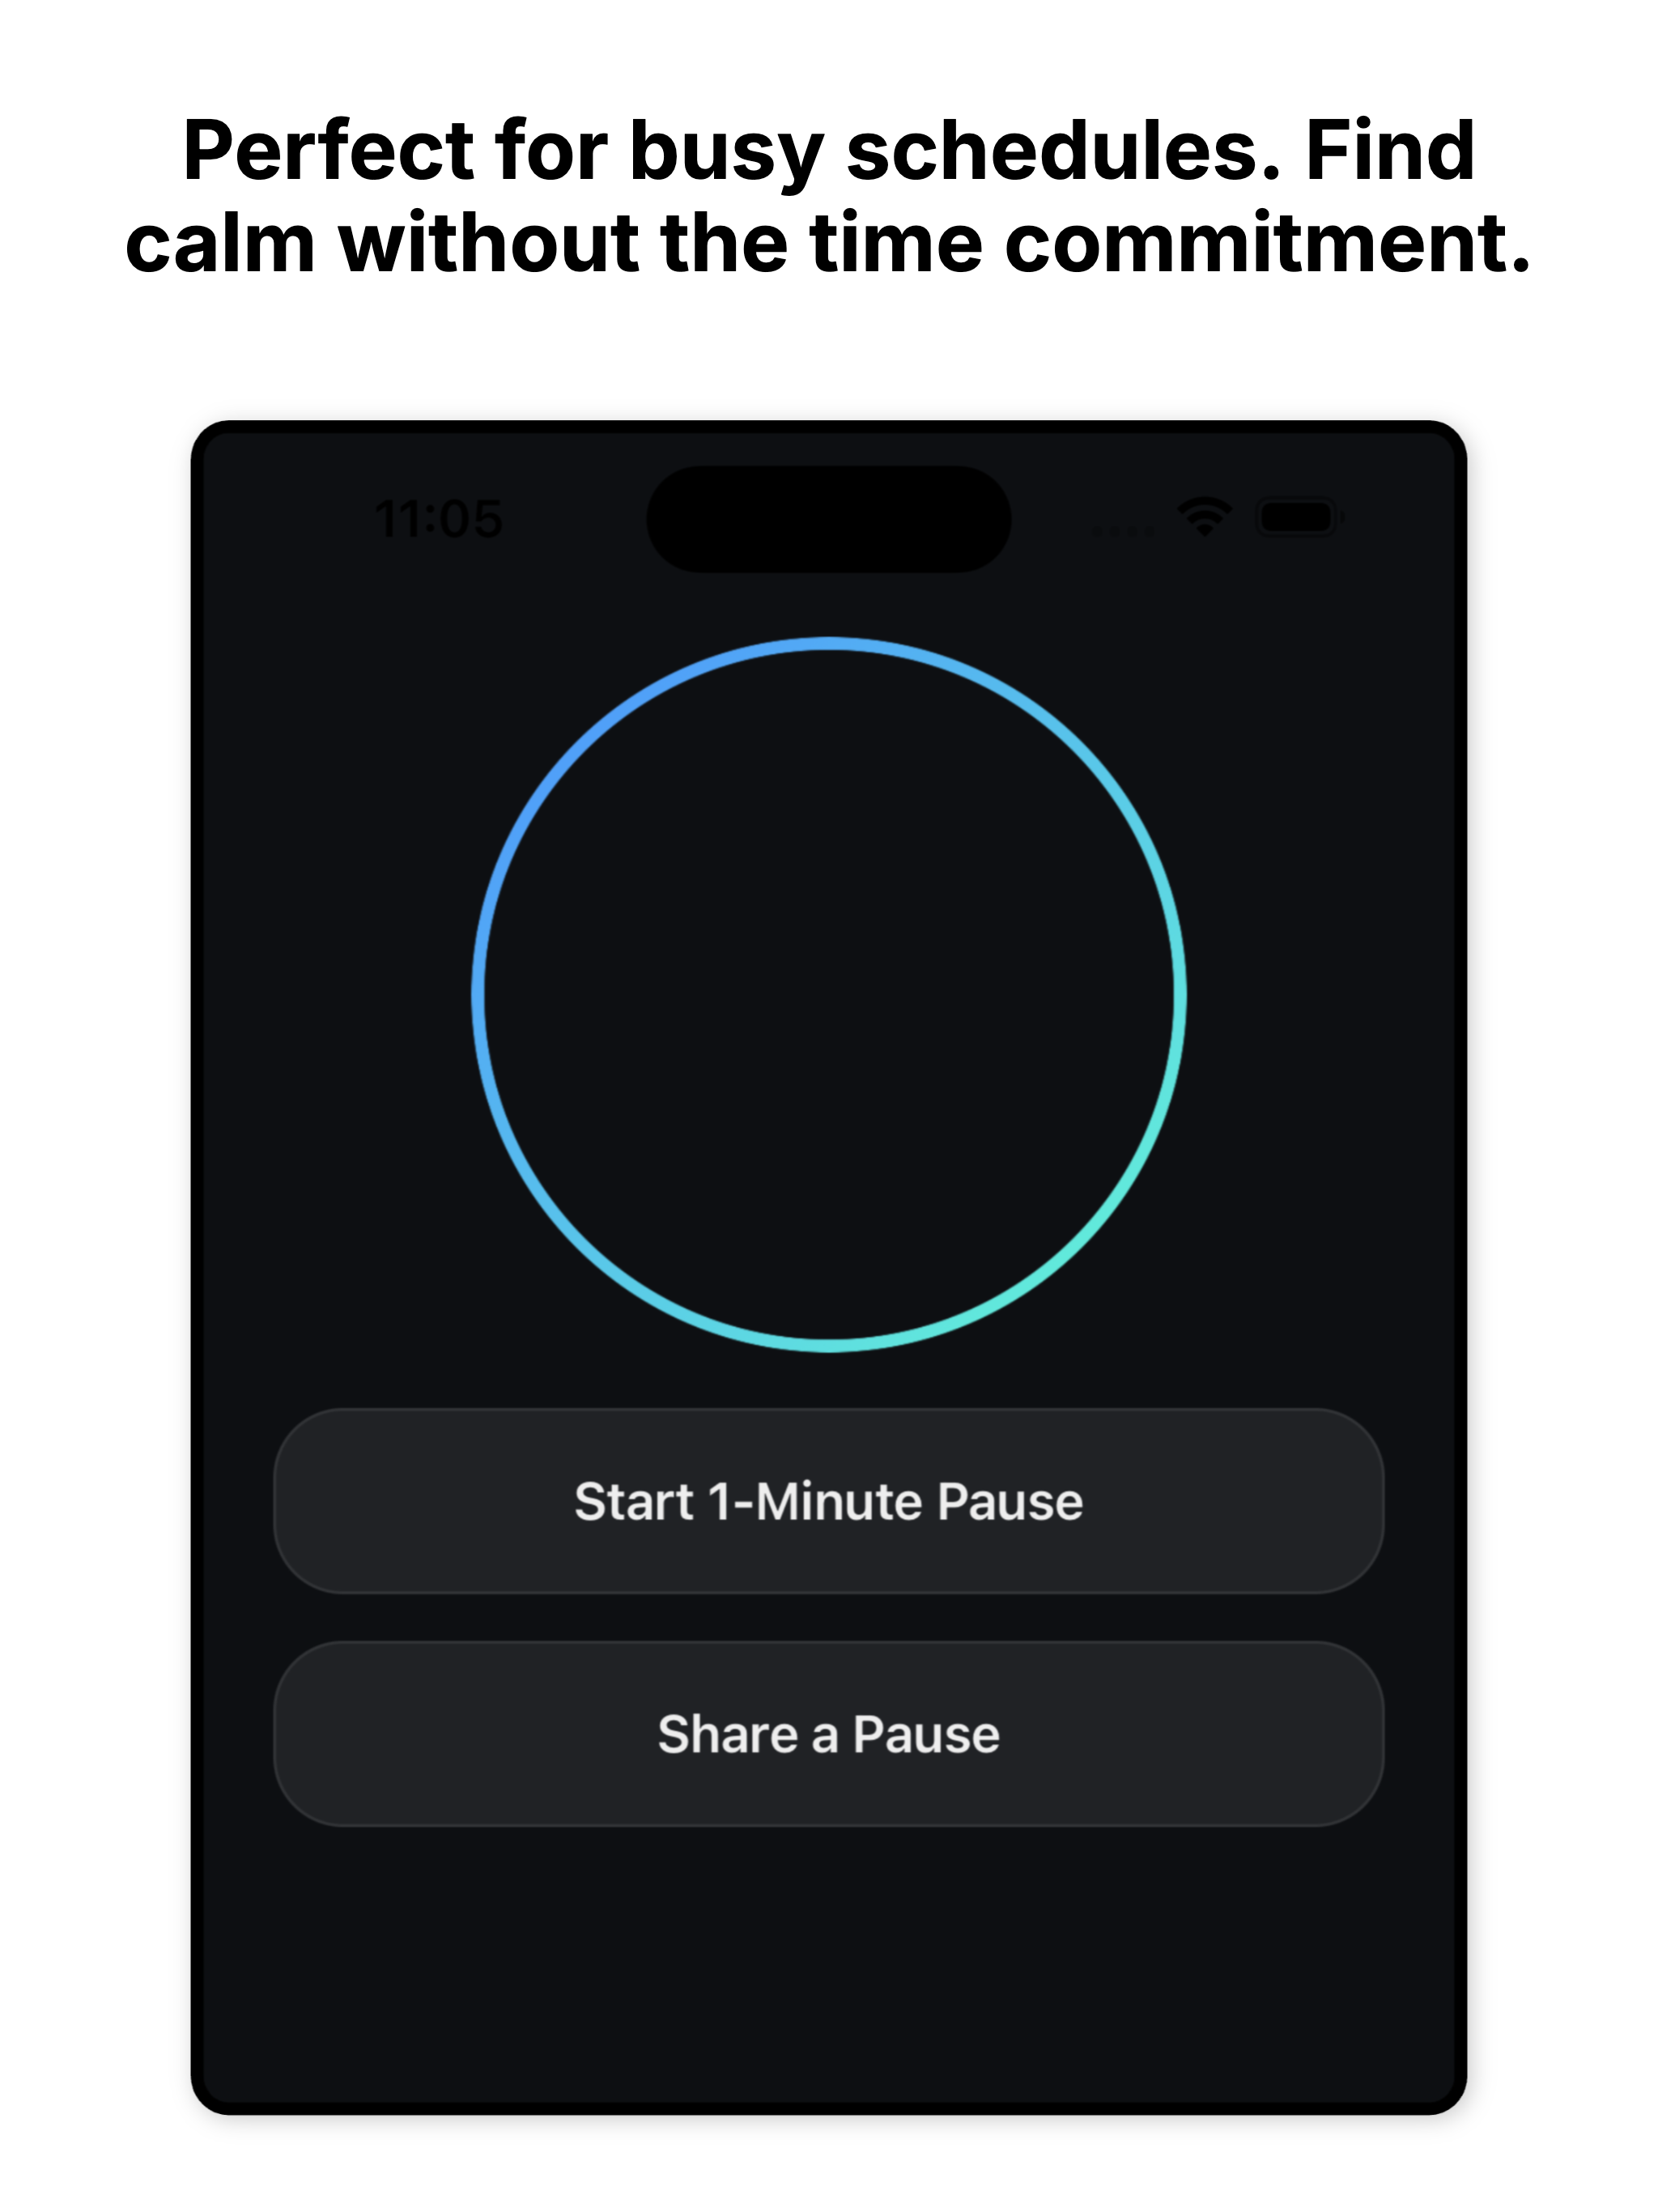 Perfect for busy schedules. Find
calm without the time commitment.
11:05
Start 1-Minute Pause
Share a Pause